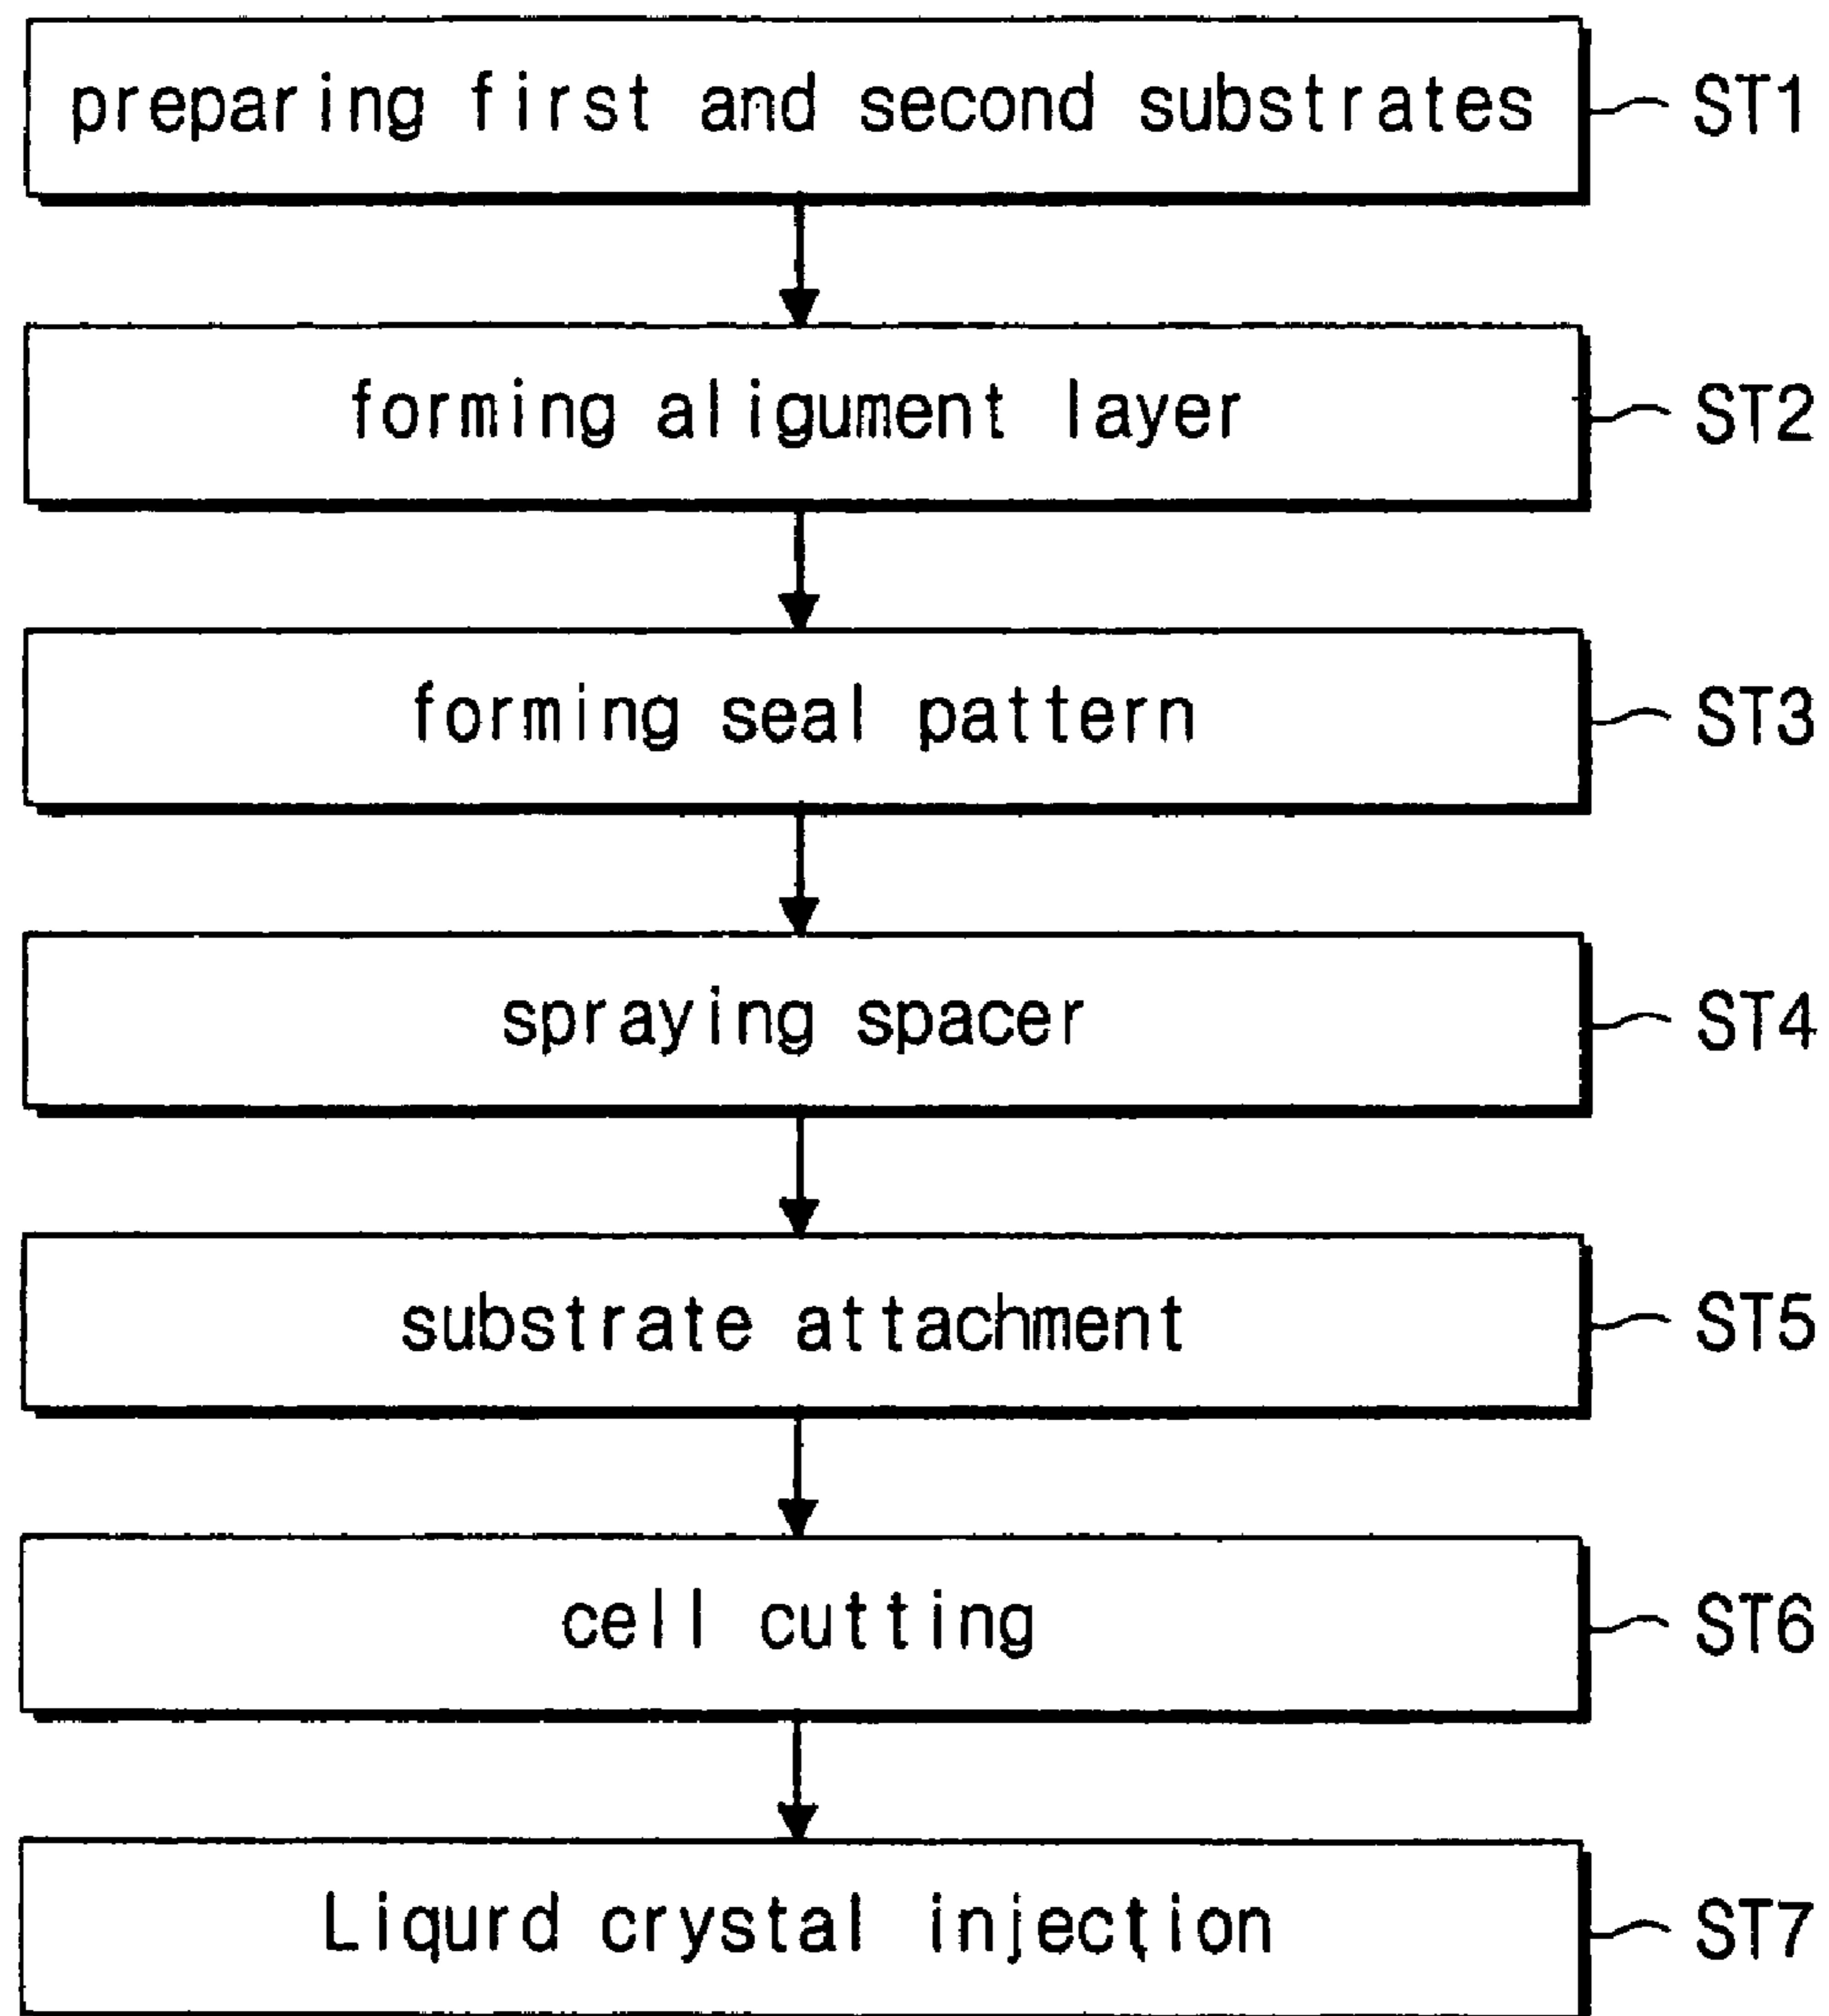 preparing first and second substrates ST1
forming aligument layer ST2
forming seal pattern ST3
spraying spacer ST4
substrate attachment ST5
cell cutting ST6
Liqurd crystal injection ST7